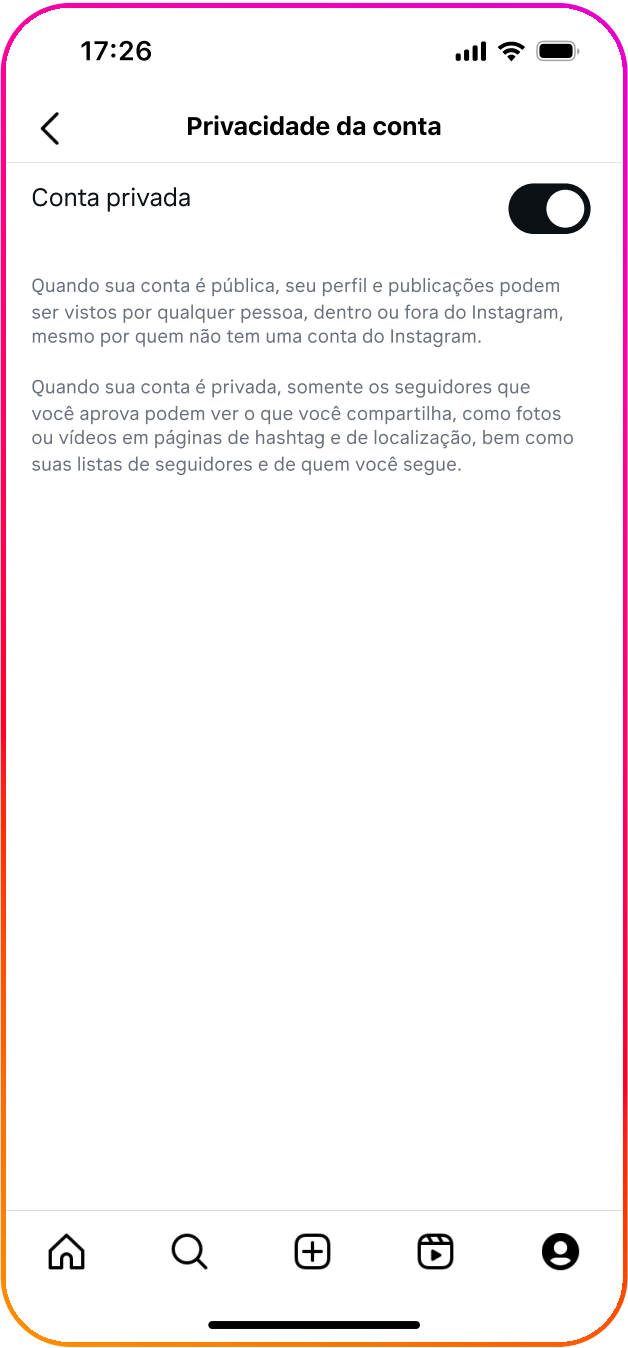 17:26
Privacidade da conta
Conta privada
Quando sua conta é pública, seu perfil e publicações podem
ser vistos por qualquer pessoa, dentro ou fora do Instagram,
mesmo por quem não tem uma conta do Instagram.
Quando sua conta é privada, somente os seguidores que
você aprova podem ver o que você compartilha, como fotos
ou vídeos em páginas de hashtag e de localização, bem como
suas listas de seguidores e de quem você segue.